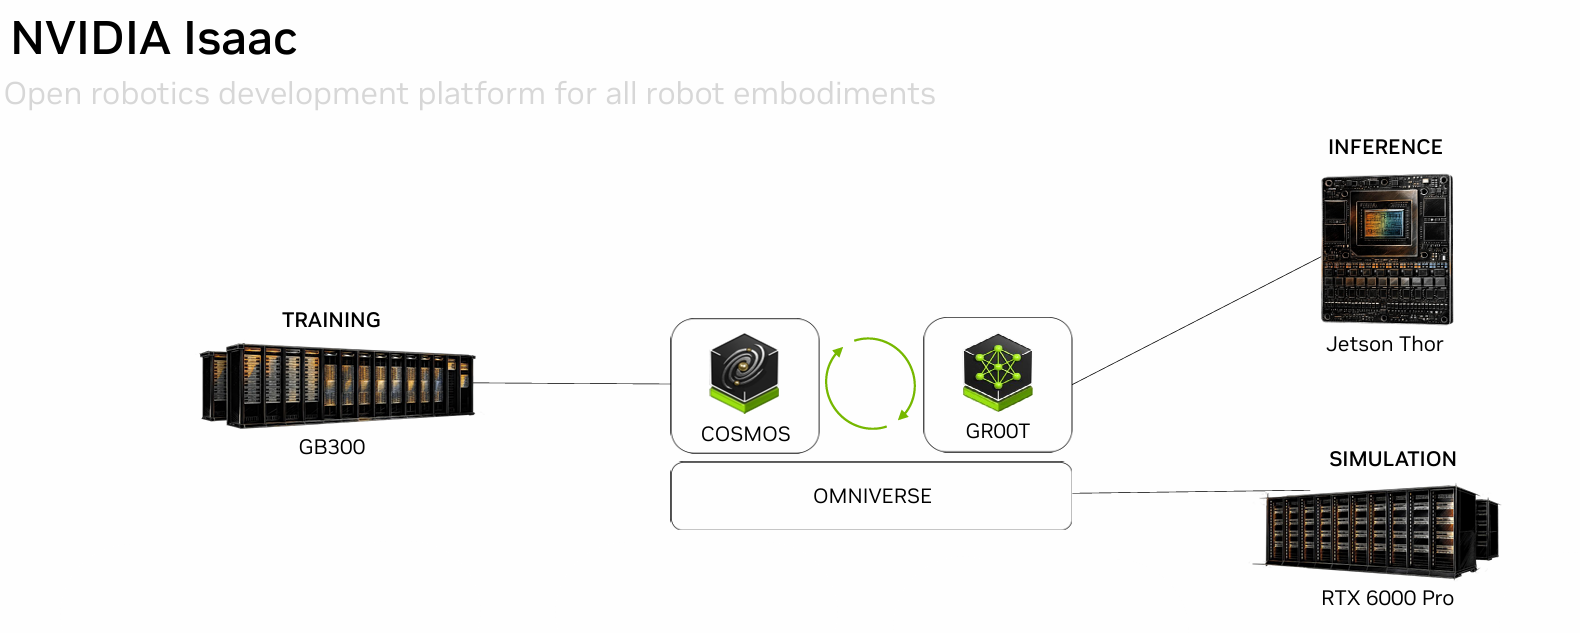 NVIDIA Isaac
Open robotics development platform for all robot embodiments
INFERENCE
Jetson Thor
TRAINING
GB300
COSMOS
GR00T
OMNIVERSE
SIMULATION
RTX 6000 Pro